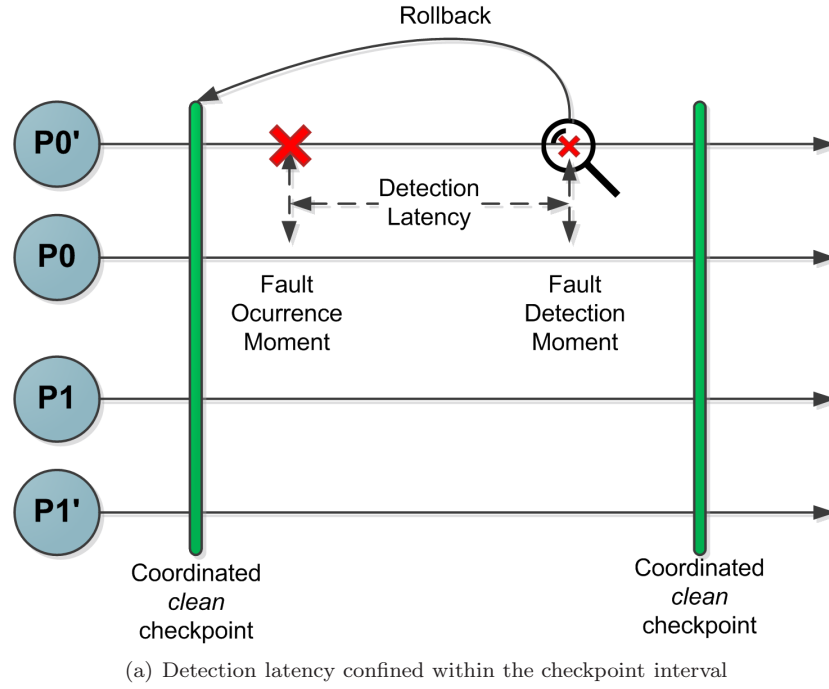 Rollback
P0'
Detection
Latency
P0
Fault
Ocurrence
Moment
Fault
Detection
Moment
P1
P1'
Coordinated
clean
checkpoint
Coordinated
clean
checkpoint
(a) Detection latency confined within the checkpoint interval